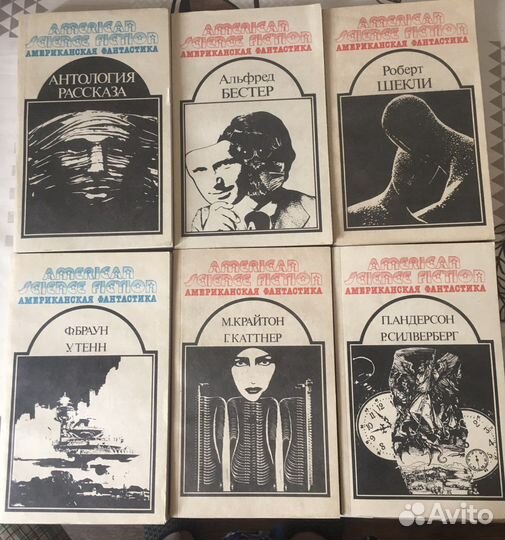 AMERICAN
SCIENCE FICTION
АМЕРИКАНСКАЯ ФАНТАСТИКА
АНТОЛОГИЯ
РАССКАЗА
AMERICAN
SCIENCE FICTION
АМЕРИКАНСКАЯ ФАНТАСТИКА
Альфред
БЕСТЕР
AMERICAN
SCIENCE FICTION
АМЕРИКАНСКАЯ ФАНТАСТИКА
Роберт
ШЕКЛИ
AMERICAN
SCIENCE FICTION
АМЕРИКАНСКАЯ ФАНТАСТИКА
Ф.БРАУН
У.ТЕНН
AMERICAN
SCIENCE FICTION
АМЕРИКАНСКАЯ ФАНТАСТИКА
М.КРАЙТОН
Г.КАТТНЕР
AMERICAN
SCIENCE FICTION
АМЕРИКАНСКАЯ ФАНТАСТИКА
П.АНДЕРСОН
Р.СИЛВЕРБЕРГ
Avito